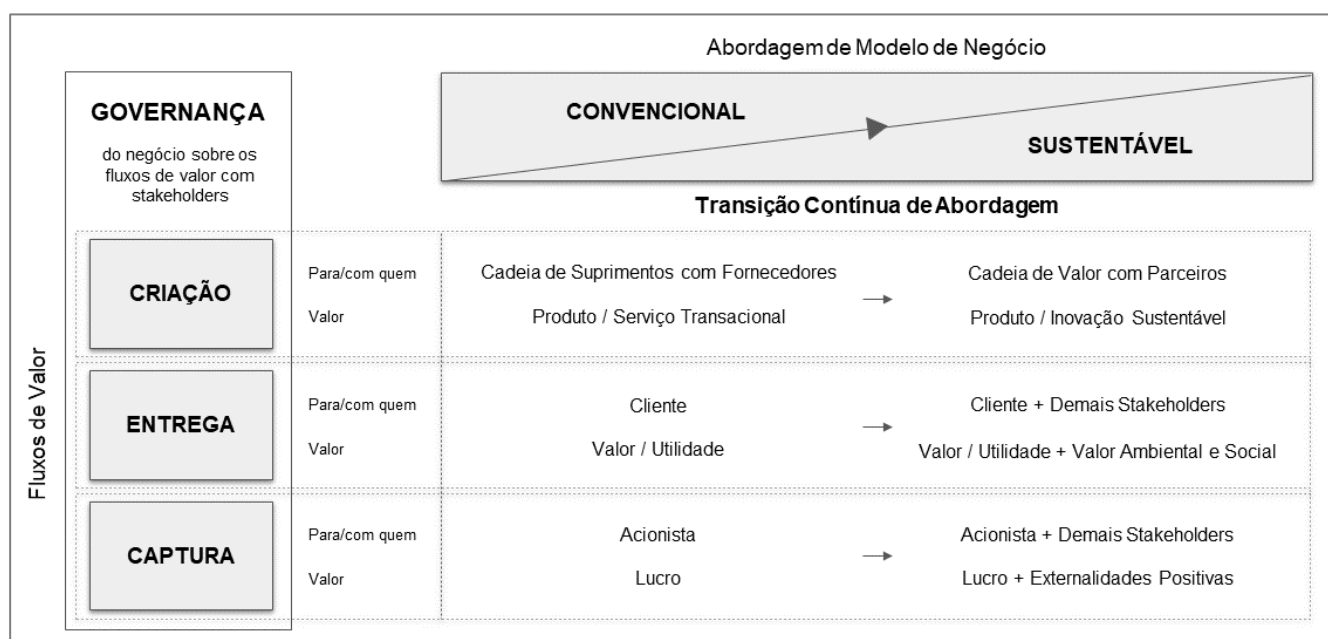 Abordagem de Modelo de Negócio
GOVERNANÇA
do negócio sobre os
fluxos de valor com
stakeholders
CONVENCIONAL
SUSTENTÁVEL
Transição Contínua de Abordagem
Fluxos de Valor
CRIAÇÃO
Para/com quem
Cadeia de Suprimentos com Fornecedores
Cadeia de Valor com Parceiros
Valor
Produto / Serviço Transacional
Produto / Inovação Sustentável
ENTREGA
Para/com quem
Cliente
Cliente + Demais Stakeholders
Valor
Valor / Utilidade
Valor / Utilidade + Valor Ambiental e Social
CAPTURA
Para/com quem
Acionista
Acionista + Demais Stakeholders
Valor
Lucro
Lucro + Externalidades Positivas